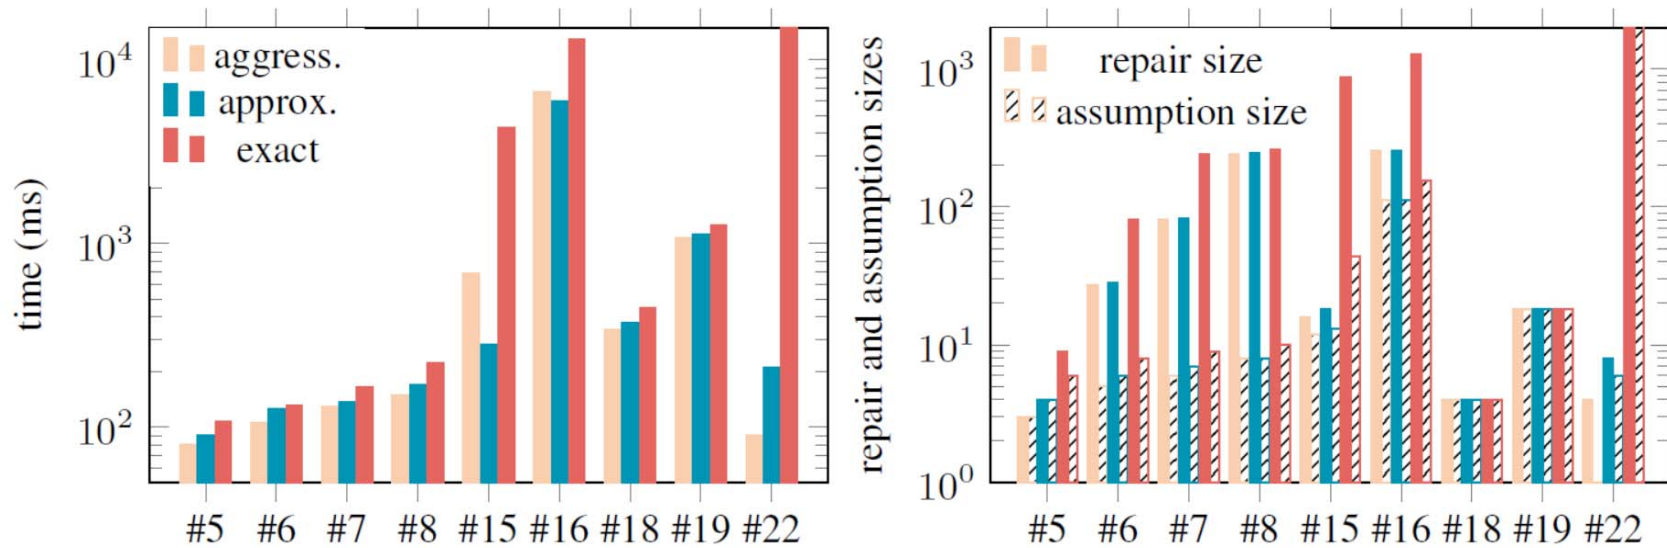 time (ms)
10^4
10^3
10^2
aggress.
approx.
exact
#5 #6 #7 #8 #15 #16 #18 #19 #22
repair and assumption sizes
10^3
10^2
10^1
10^0
repair size
assumption size
#5 #6 #7 #8 #15 #16 #18 #19 #22